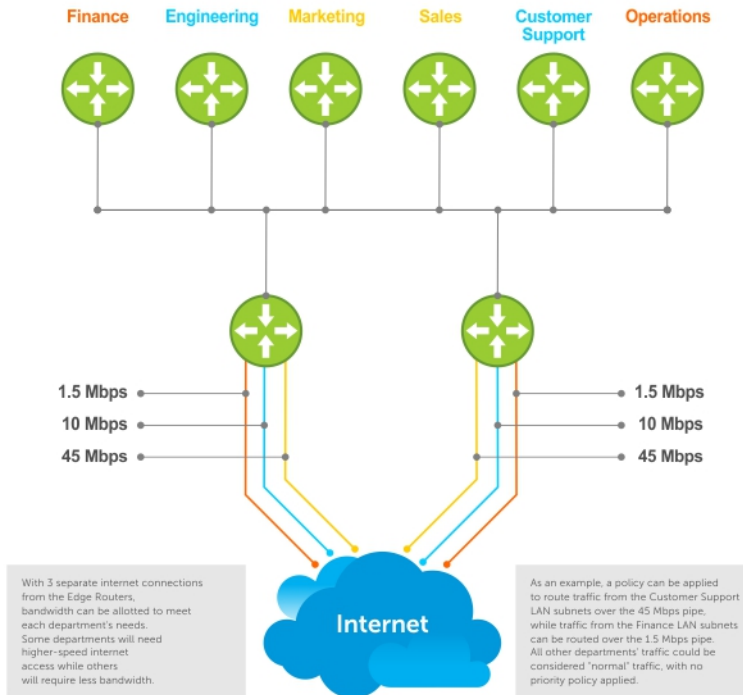 Finance Engineering Marketing Sales Customer Operations
Support
1.5 Mbps 1.5 Mbps
10 Mbps 10 Mbps
45 Mbps 45 Mbps
With 3 separate internet connections
from the Edge Routers,
bandwidth can be allotted to meet
each department's needs.
Some departments will need
higher-speed internet
access while others
will require less bandwidth.
Internet
As an example, a policy can be applied
to route traffic from the Customer Support
LAN subnets over the 45 Mbps pipe,
while traffic from the Finance LAN subnets
can be routed over the 1.5 Mbps pipe.
All other departments' traffic could be
considered "normal" traffic, with no
priority policy applied.